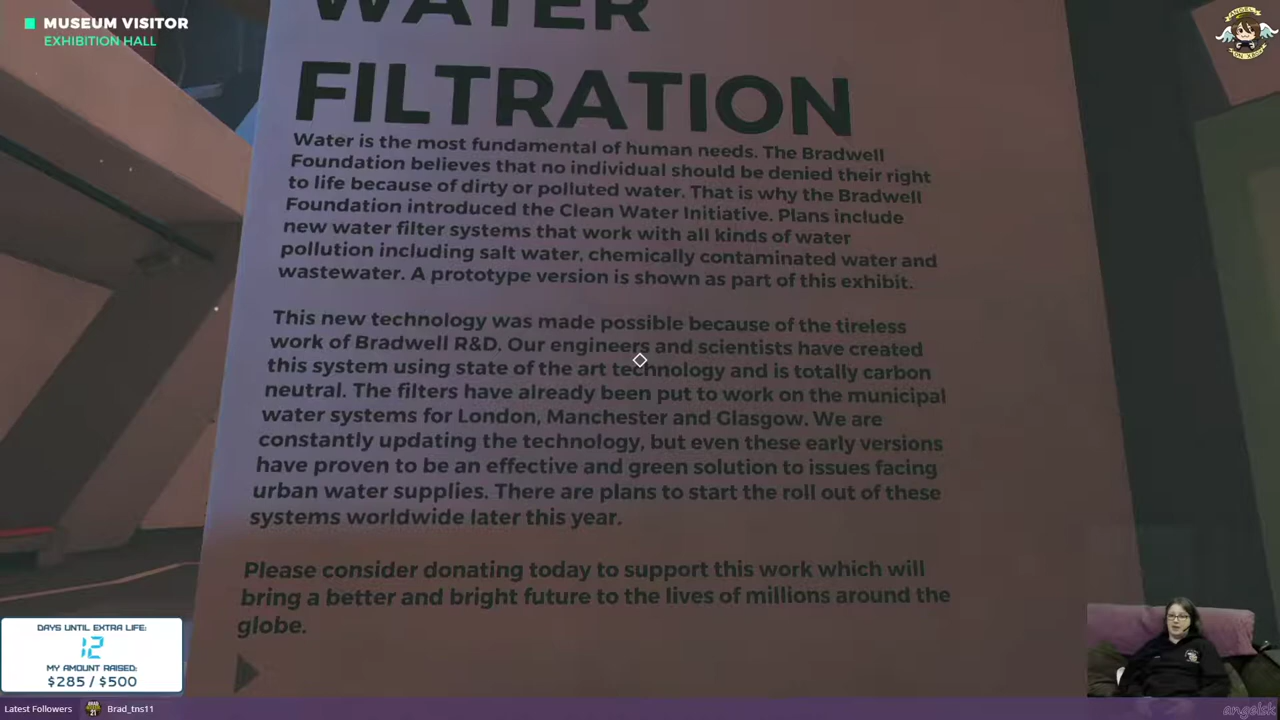 MUSEUM VISITOR
EXHIBITION HALL
ANGEL
ON XBOX
WATER
FILTRATION
Water is the most fundamental of human needs. The Bradwell
Foundation believes that no individual should be denied their right
to life because of dirty or polluted water. That is why the Bradwell
Foundation introduced the Clean Water Initiative. Plans include
new water filter systems that work with all kinds of water
pollution including salt water, chemically contaminated water and
wastewater. A prototype version is shown as part of this exhibit.
This new technology was made possible because of the tireless
work of Bradwell R&D. Our engineers and scientists have created
this system using state of the art technology and is totally carbon
neutral. The filters have already been put to work on the municipal
water systems for London, Manchester and Glasgow. We are
constantly updating the technology, but even these early versions
have proven to be an effective and green solution to issues facing
urban water supplies. There are plans to start the roll out of these
systems worldwide later this year.
Please consider donating today to support this work which will
bring a better and bright future to the lives of millions around the
globe.
DAYS UNTIL EXTRA LIFE:
12
MY AMOUNT RAISED:
$285 / $500
Latest Followers
Brad_tns11